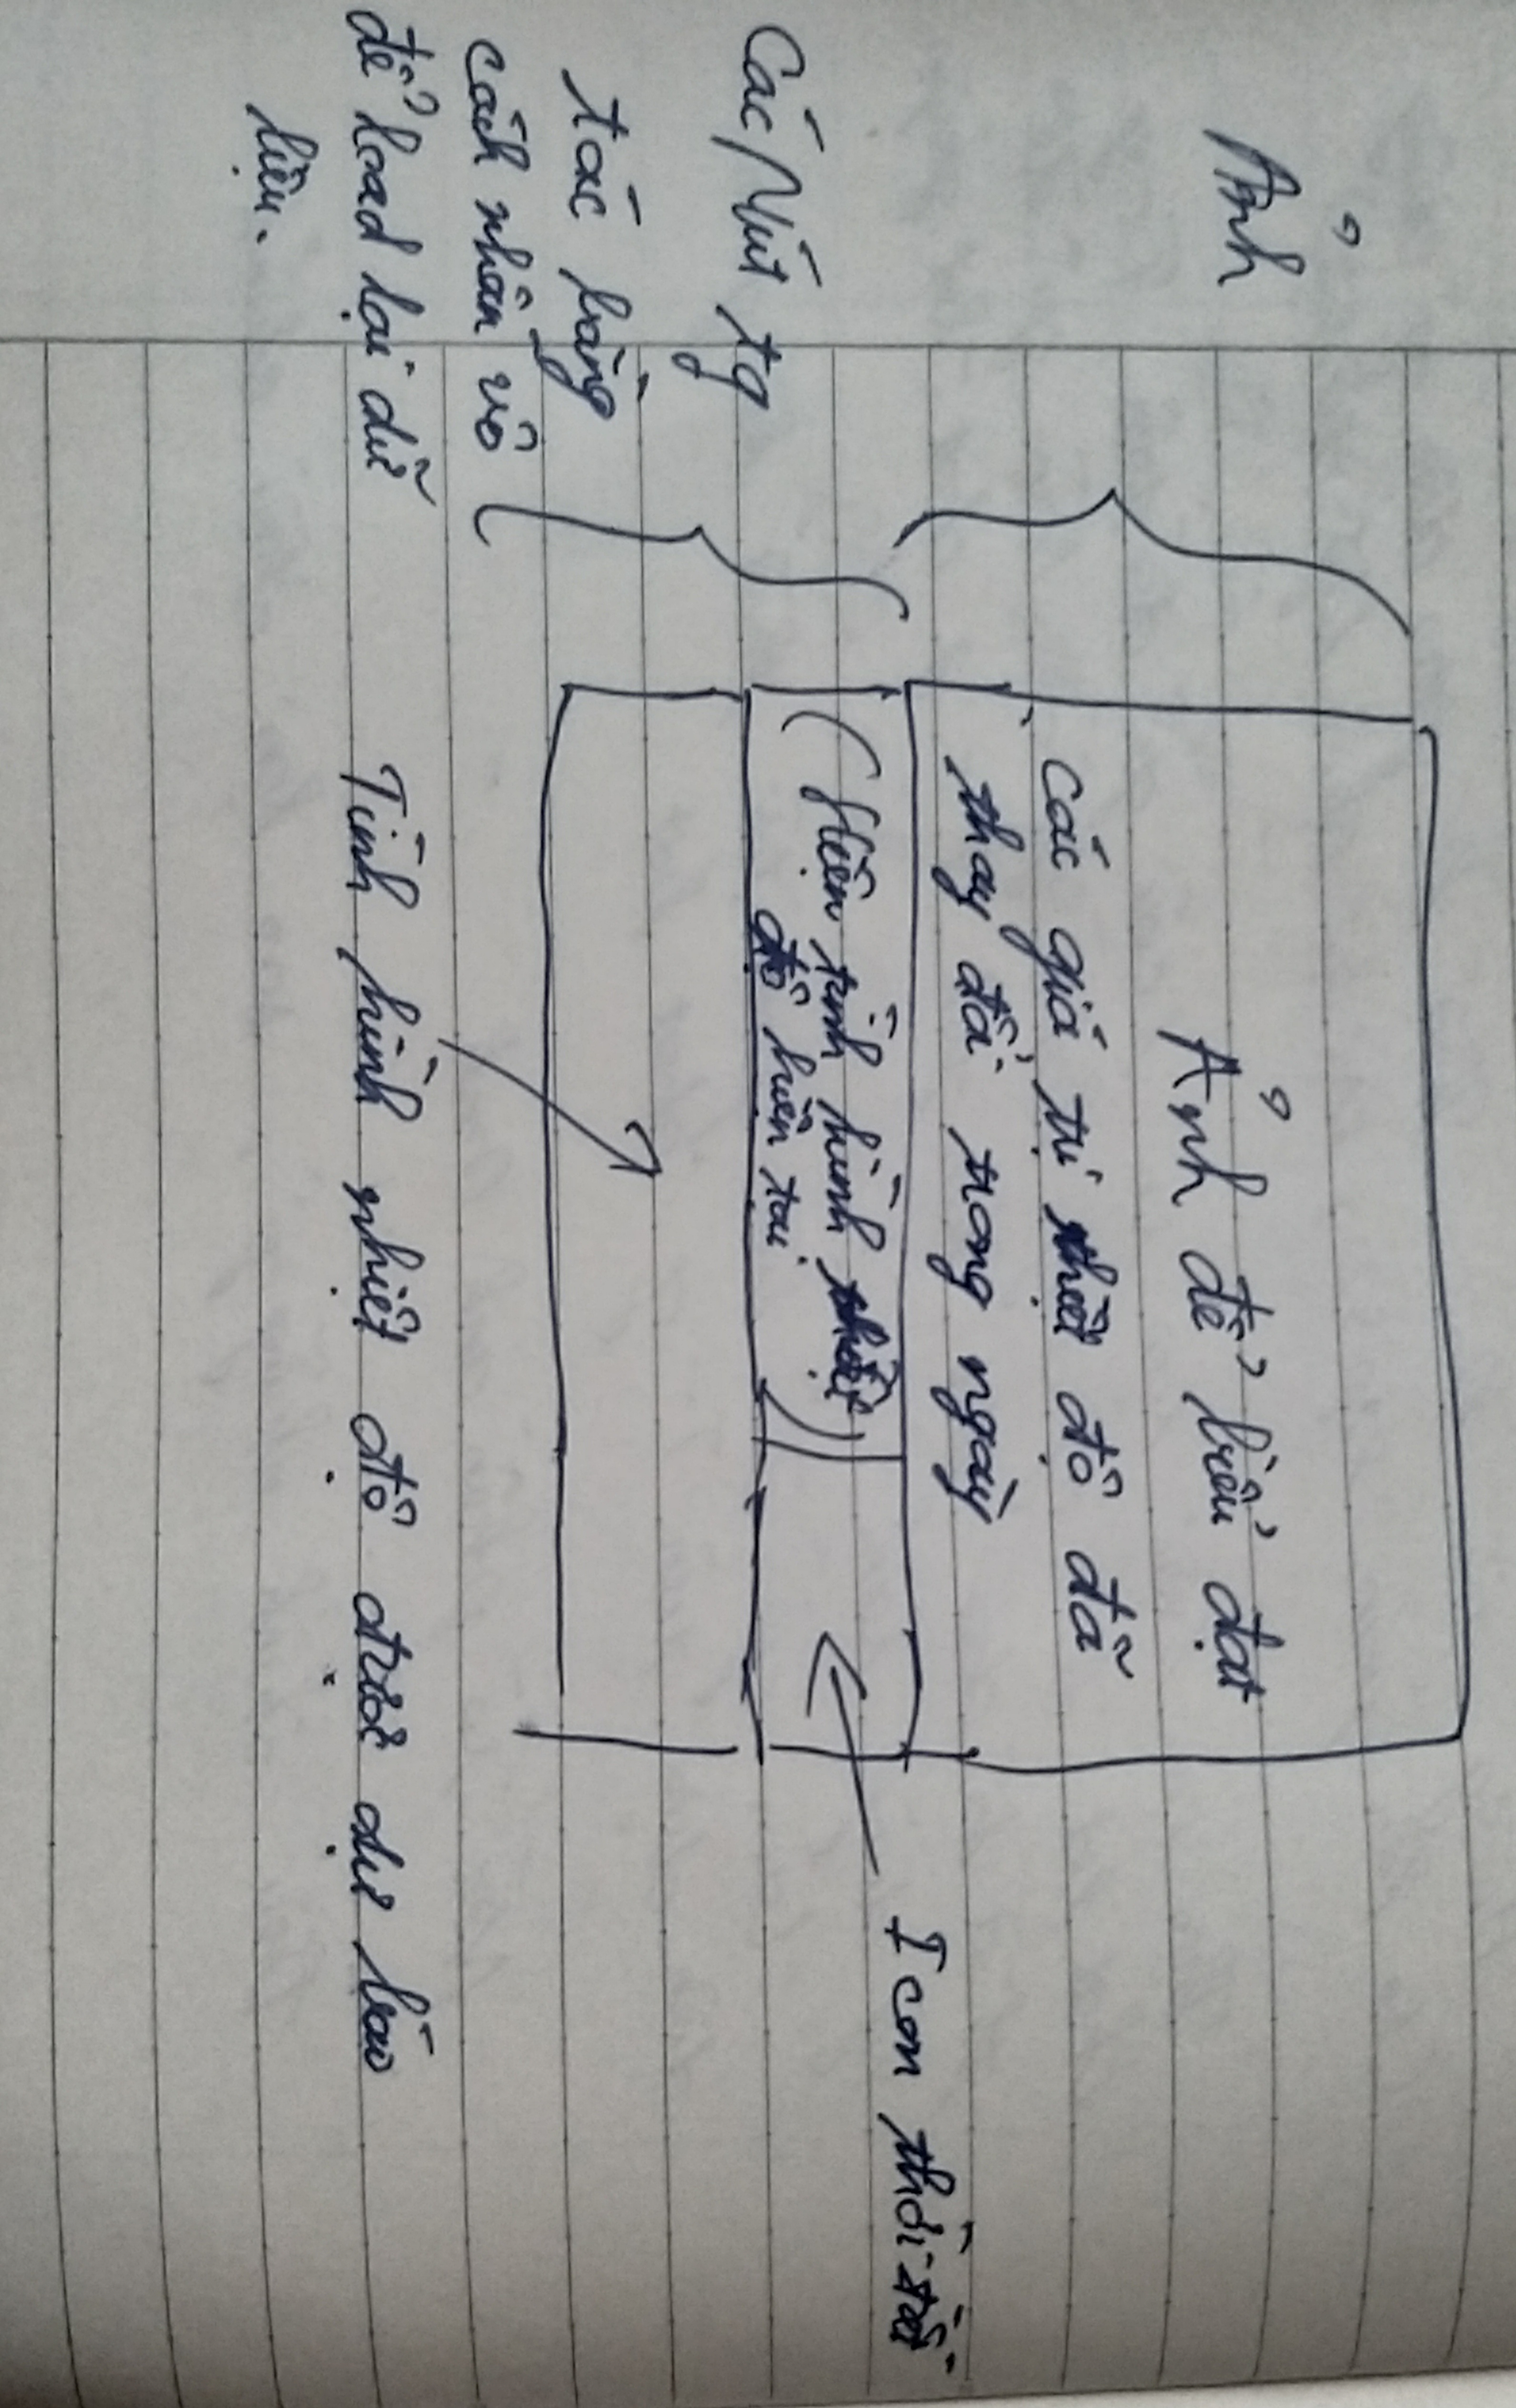 Ảnh
Ảnh để biểu đạt
các giá trị nhiệt độ đã
thay đổi trong ngày
Icon thời tiết
(Hiện tình hình nhiệt
độ hiện tại)
Các Nút tg
tác bằng
cách nhấn vô
để load lại dữ
liệu.
Tình hình nhiệt độ được dự báo